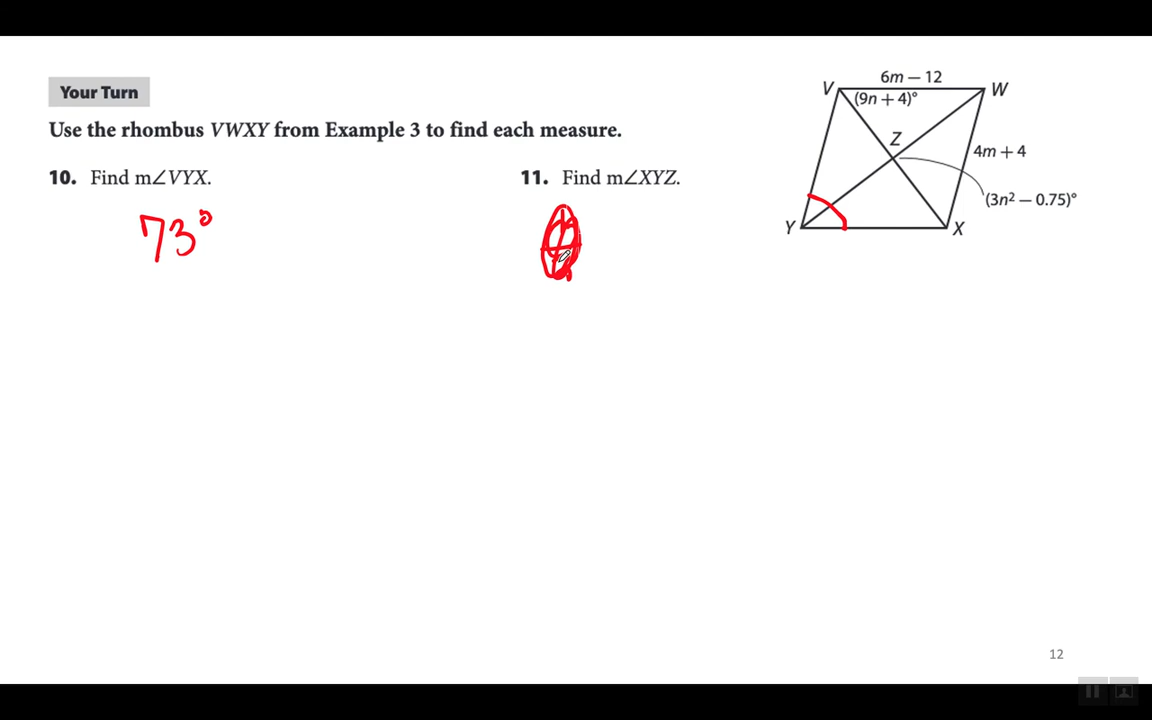 Your Turn
Use the rhombus VWXY from Example 3 to find each measure.
10. Find m∠VYX.
73°
11. Find m∠XYZ.
V
6m − 12
W
(9n + 4)°
Z
4m + 4
(3n² − 0.75)°
Y
X
12